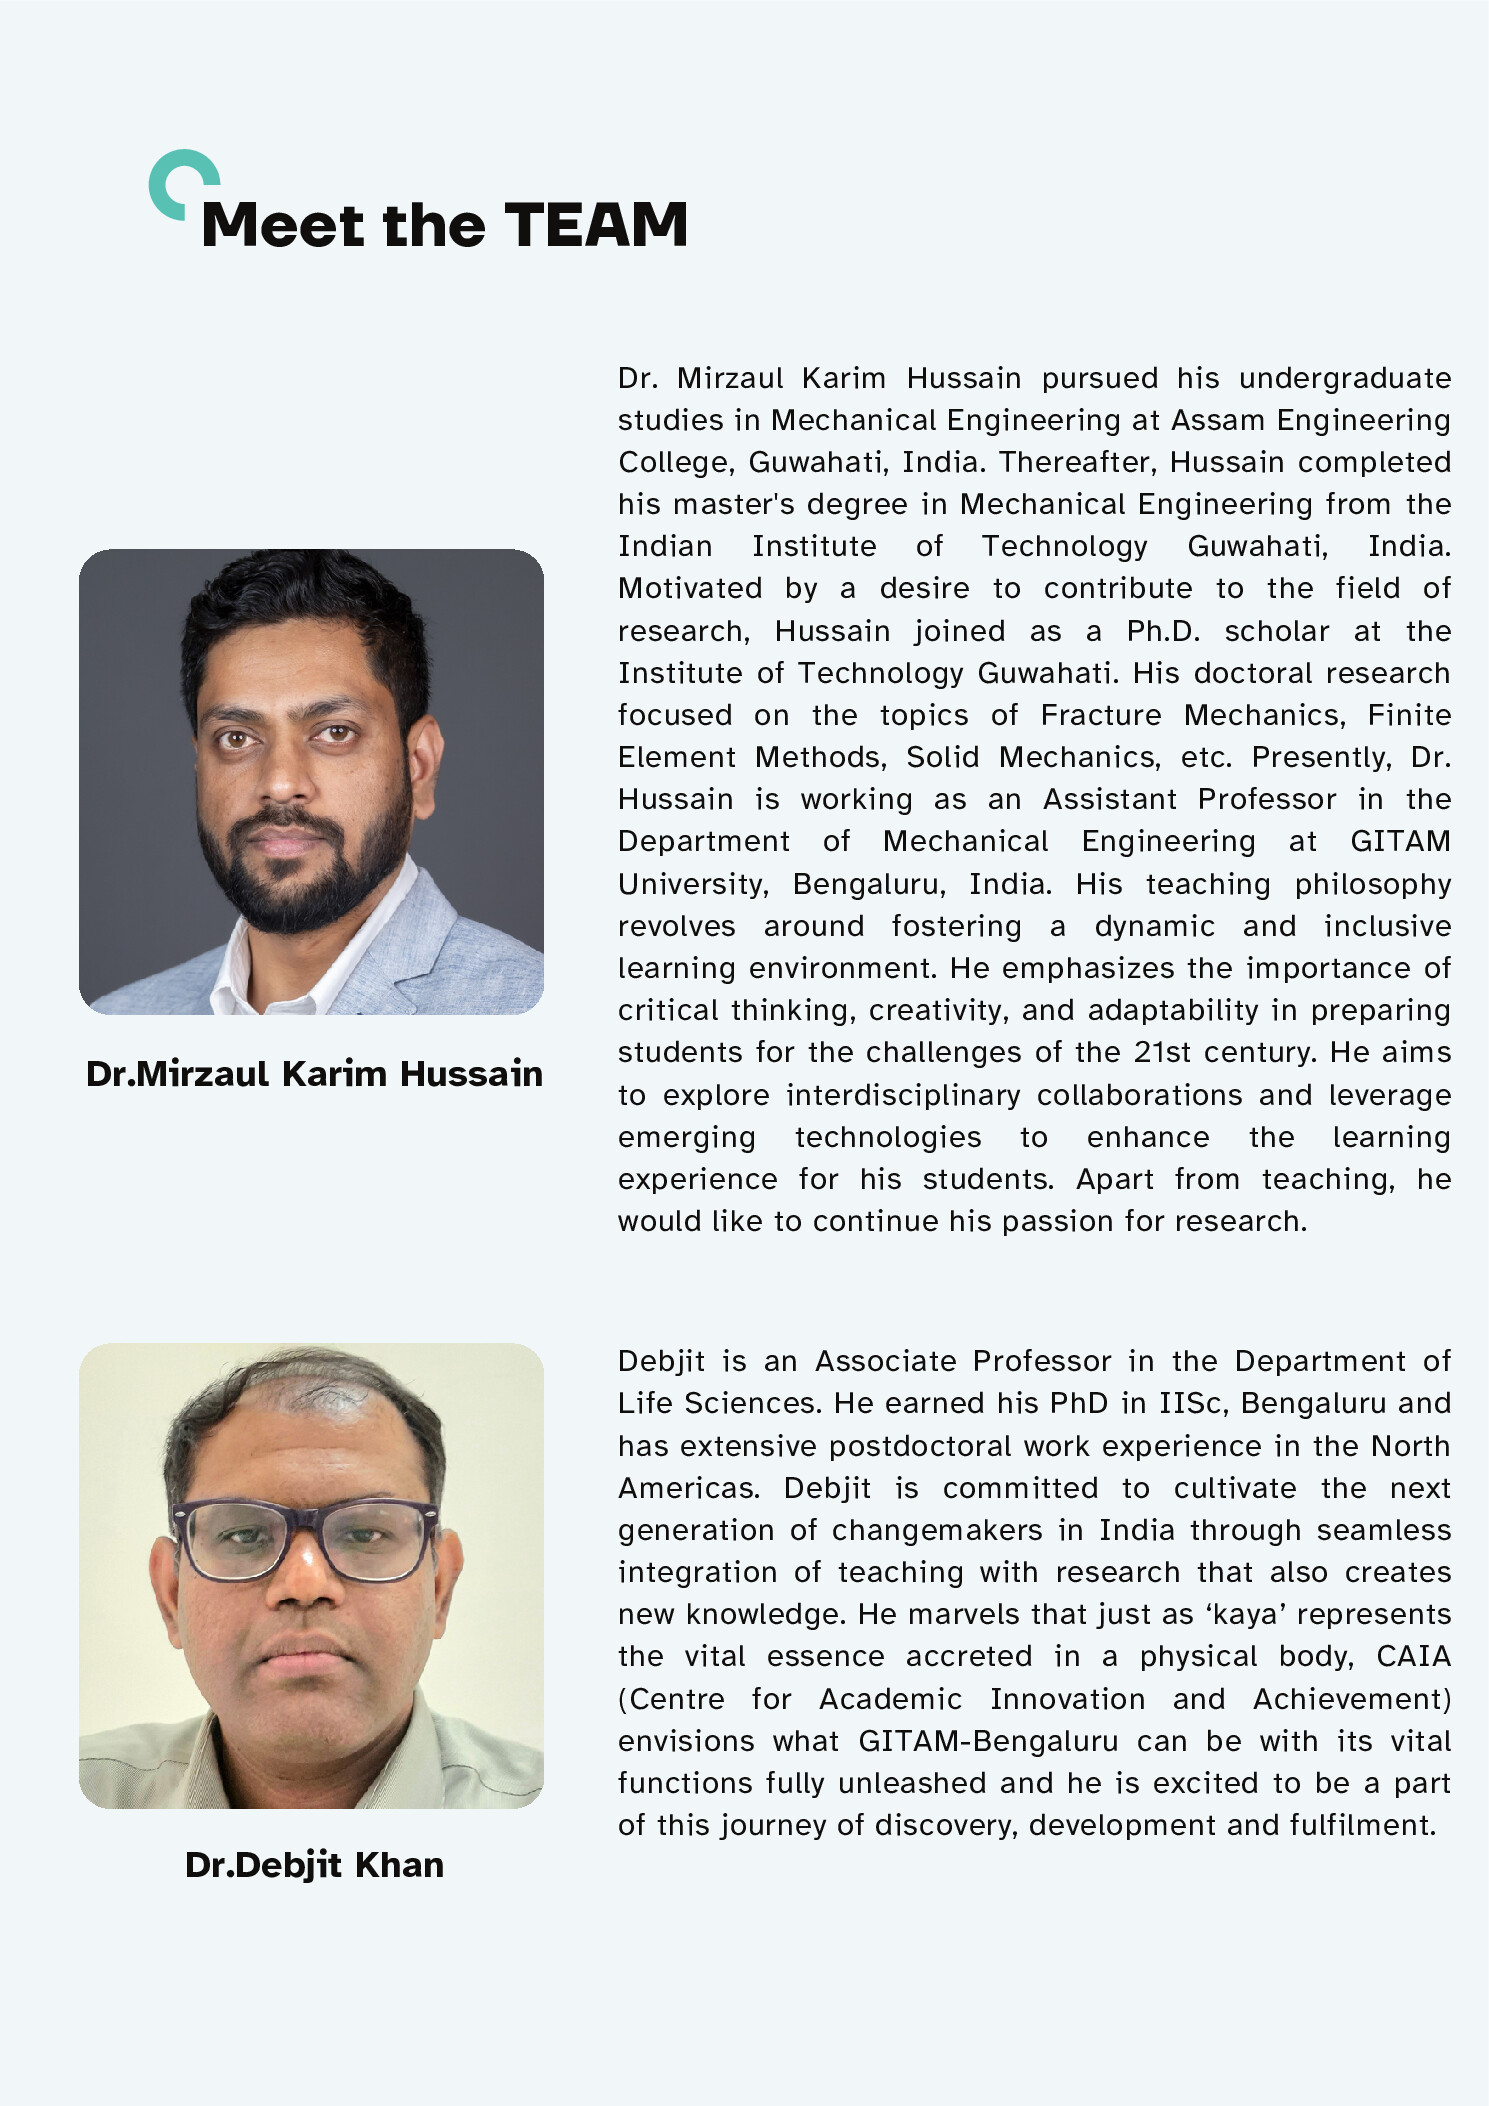 Meet the TEAM
Dr. Mirzaul Karim Hussain pursued his undergraduate
studies in Mechanical Engineering at Assam Engineering
College, Guwahati, India. Thereafter, Hussain completed
his master's degree in Mechanical Engineering from the
Indian Institute of Technology Guwahati, India.
Motivated by a desire to contribute to the field of
research, Hussain joined as a Ph.D. scholar at the
Institute of Technology Guwahati. His doctoral research
focused on the topics of Fracture Mechanics, Finite
Element Methods, Solid Mechanics, etc. Presently, Dr.
Hussain is working as an Assistant Professor in the
Department of Mechanical Engineering at GITAM
University, Bengaluru, India. His teaching philosophy
revolves around fostering a dynamic and inclusive
learning environment. He emphasizes the importance of
critical thinking, creativity, and adaptability in preparing
students for the challenges of the 21st century. He aims
to explore interdisciplinary collaborations and leverage
emerging technologies to enhance the learning
experience for his students. Apart from teaching, he
would like to continue his passion for research.
Dr.Mirzaul Karim Hussain
Debjit is an Associate Professor in the Department of
Life Sciences. He earned his PhD in IISc, Bengaluru and
has extensive postdoctoral work experience in the North
Americas. Debjit is committed to cultivate the next
generation of changemakers in India through seamless
integration of teaching with research that also creates
new knowledge. He marvels that just as ‘kaya’ represents
the vital essence accreted in a physical body, CAIA
(Centre for Academic Innovation and Achievement)
envisions what GITAM-Bengaluru can be with its vital
functions fully unleashed and he is excited to be a part
of this journey of discovery, development and fulfilment.
Dr.Debjit Khan